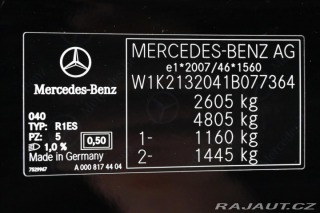 MERCEDES-BENZ AG
e1*2007/46*1560
W1K2132041B077364
2605 kg
4805 kg
1- 1160 kg
2- 1445 kg
Mercedes-Benz
040
TYP: R1ES
PZ: 5
0,50
1,0 %
Made in Germany
A 000 817 44 04
7829967
RAJAUT.CZ